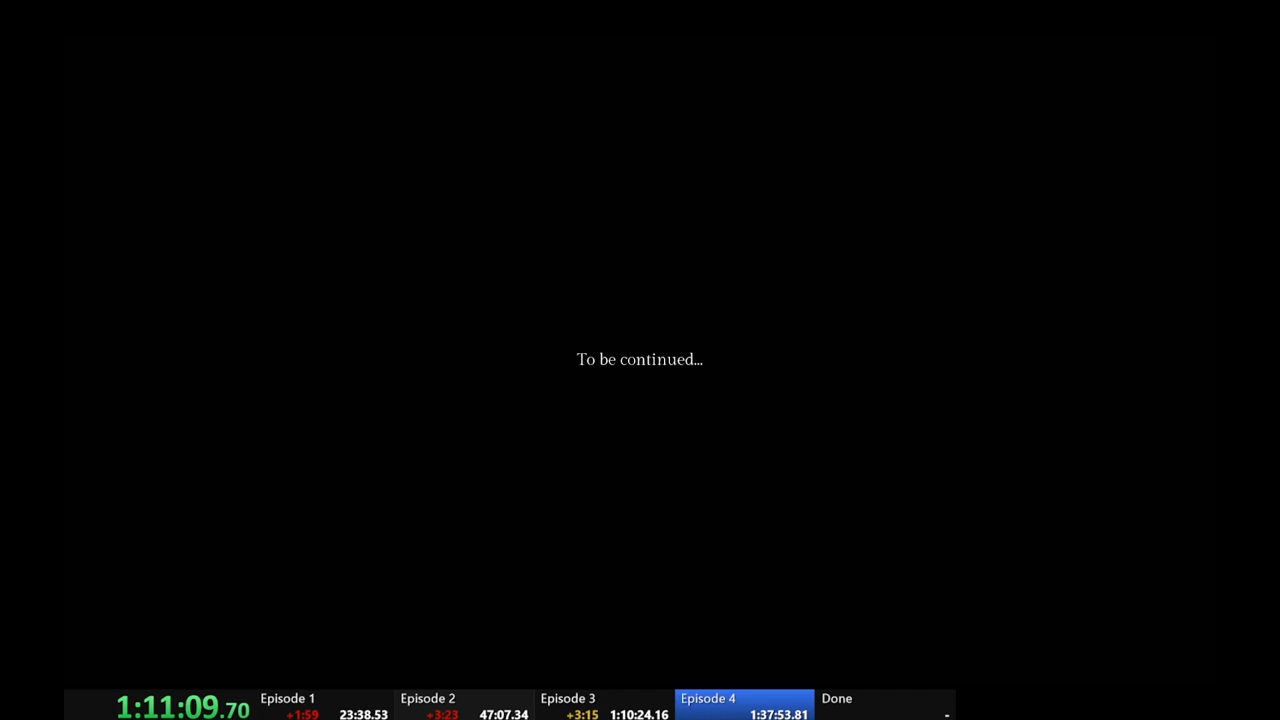 To be continued...
1:11:09.70
Episode 1
+1:59 23:38.53
Episode 2
+3:23 47:07.34
Episode 3
+3:15 1:10:24.16
Episode 4
1:37:53.81
Done
-